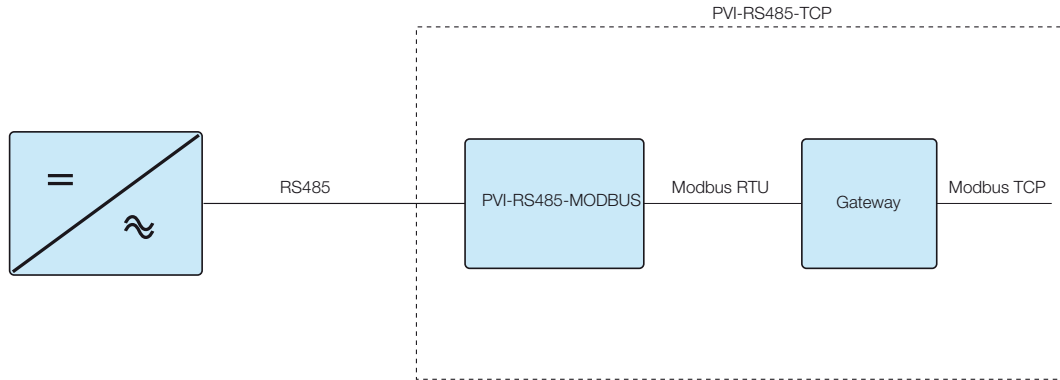 PVI-RS485-TCP
RS485
PVI-RS485-MODBUS
Modbus RTU
Gateway
Modbus TCP